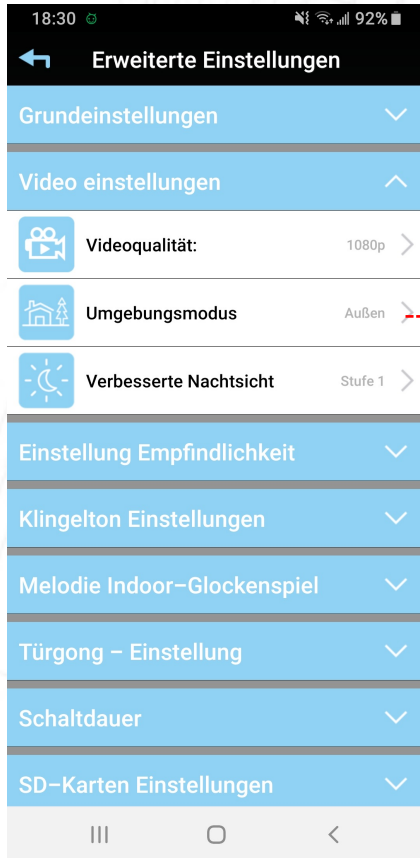 18:30 92%
Erweiterte Einstellungen
Grundeinstellungen
Video einstellungen
Videoqualität: 1080p
Umgebungsmodus Außen
Verbesserte Nachtsicht Stufe 1
Einstellung Empfindlichkeit
Klingelton Einstellungen
Melodie Indoor–Glockenspiel
Türgong – Einstellung
Schaltdauer
SD–Karten Einstellungen